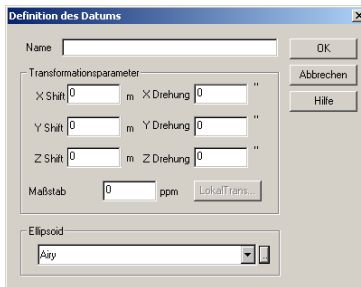 Definition des Datums
Name OK
Transformationsparameter Abbrechen
X Shift 0 m X Drehung 0 "
Hilfe
Y Shift 0 m Y Drehung 0 "
Z Shift 0 m Z Drehung 0 "
Maßstab 0 ppm LokalTrans...
Ellipsoid
Airy ..